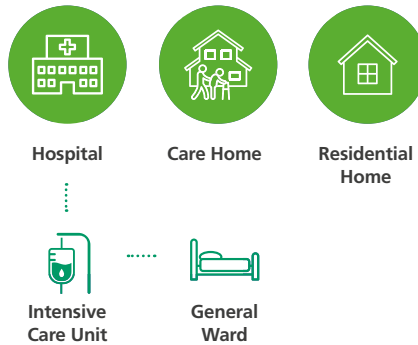 Hospital
Care Home
Residential
Home
Intensive
Care Unit
General
Ward